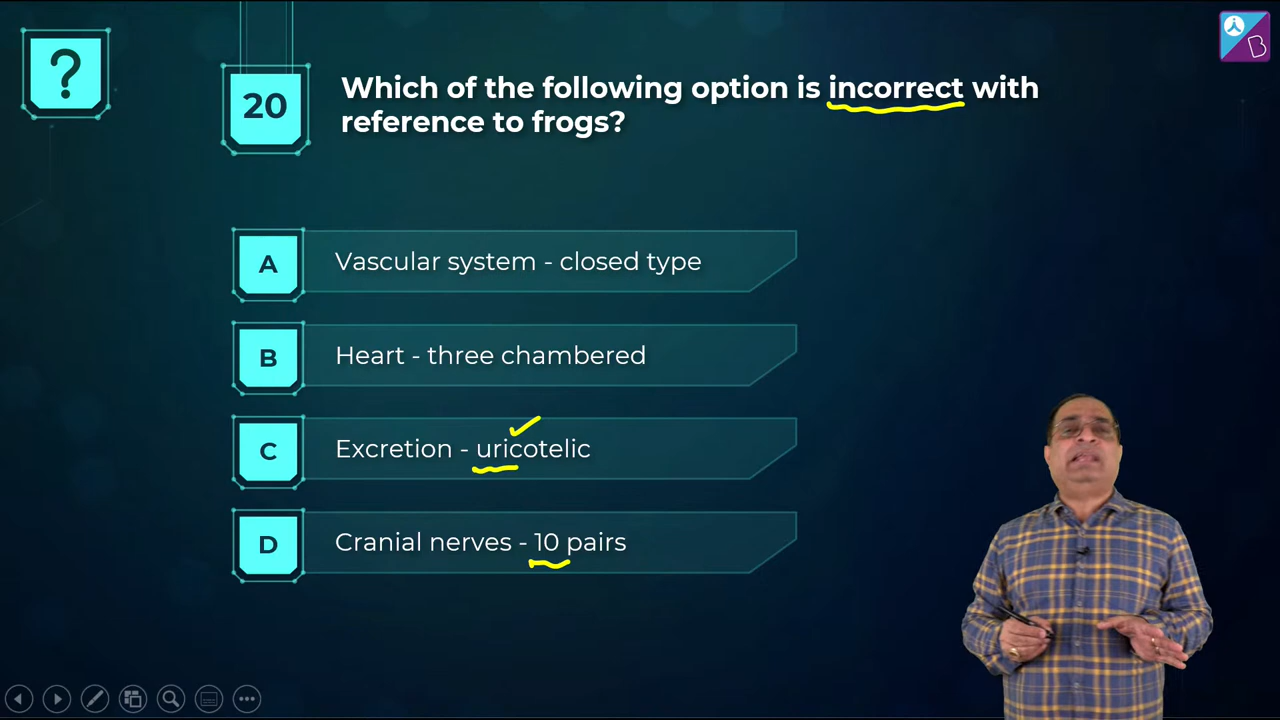 ?
20
Which of the following option is incorrect with
reference to frogs?
A
Vascular system - closed type
B
Heart - three chambered
C
Excretion - uricotelic
D
Cranial nerves - 10 pairs
B